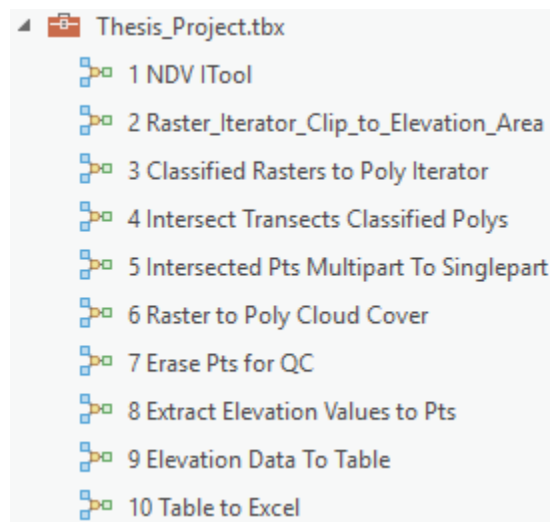 Thesis_Project.tbx
1 NDV ITool
2 Raster_Iterator_Clip_to_Elevation_Area
3 Classified Rasters to Poly Iterator
4 Intersect Transects Classified Polys
5 Intersected Pts Multipart To Singlepart
6 Raster to Poly Cloud Cover
7 Erase Pts for QC
8 Extract Elevation Values to Pts
9 Elevation Data To Table
10 Table to Excel